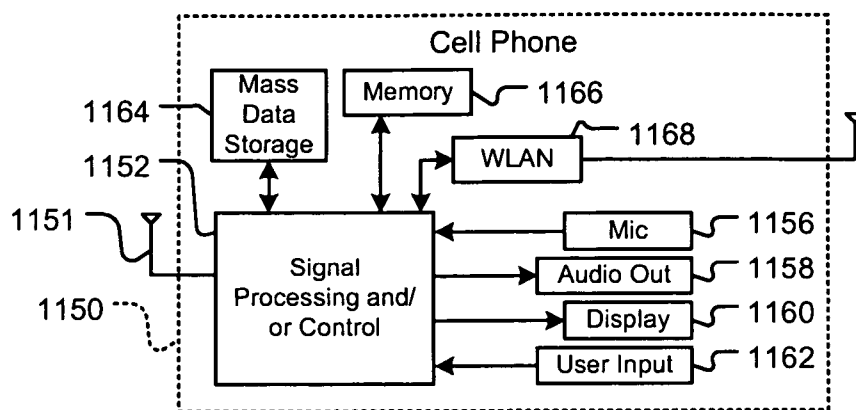 Cell Phone
1164
Mass
Data
Storage
Memory
1166
1168
WLAN
1152
1151
1150
Signal
Processing and/
or Control
Mic
1156
Audio Out
1158
Display
1160
User Input
1162